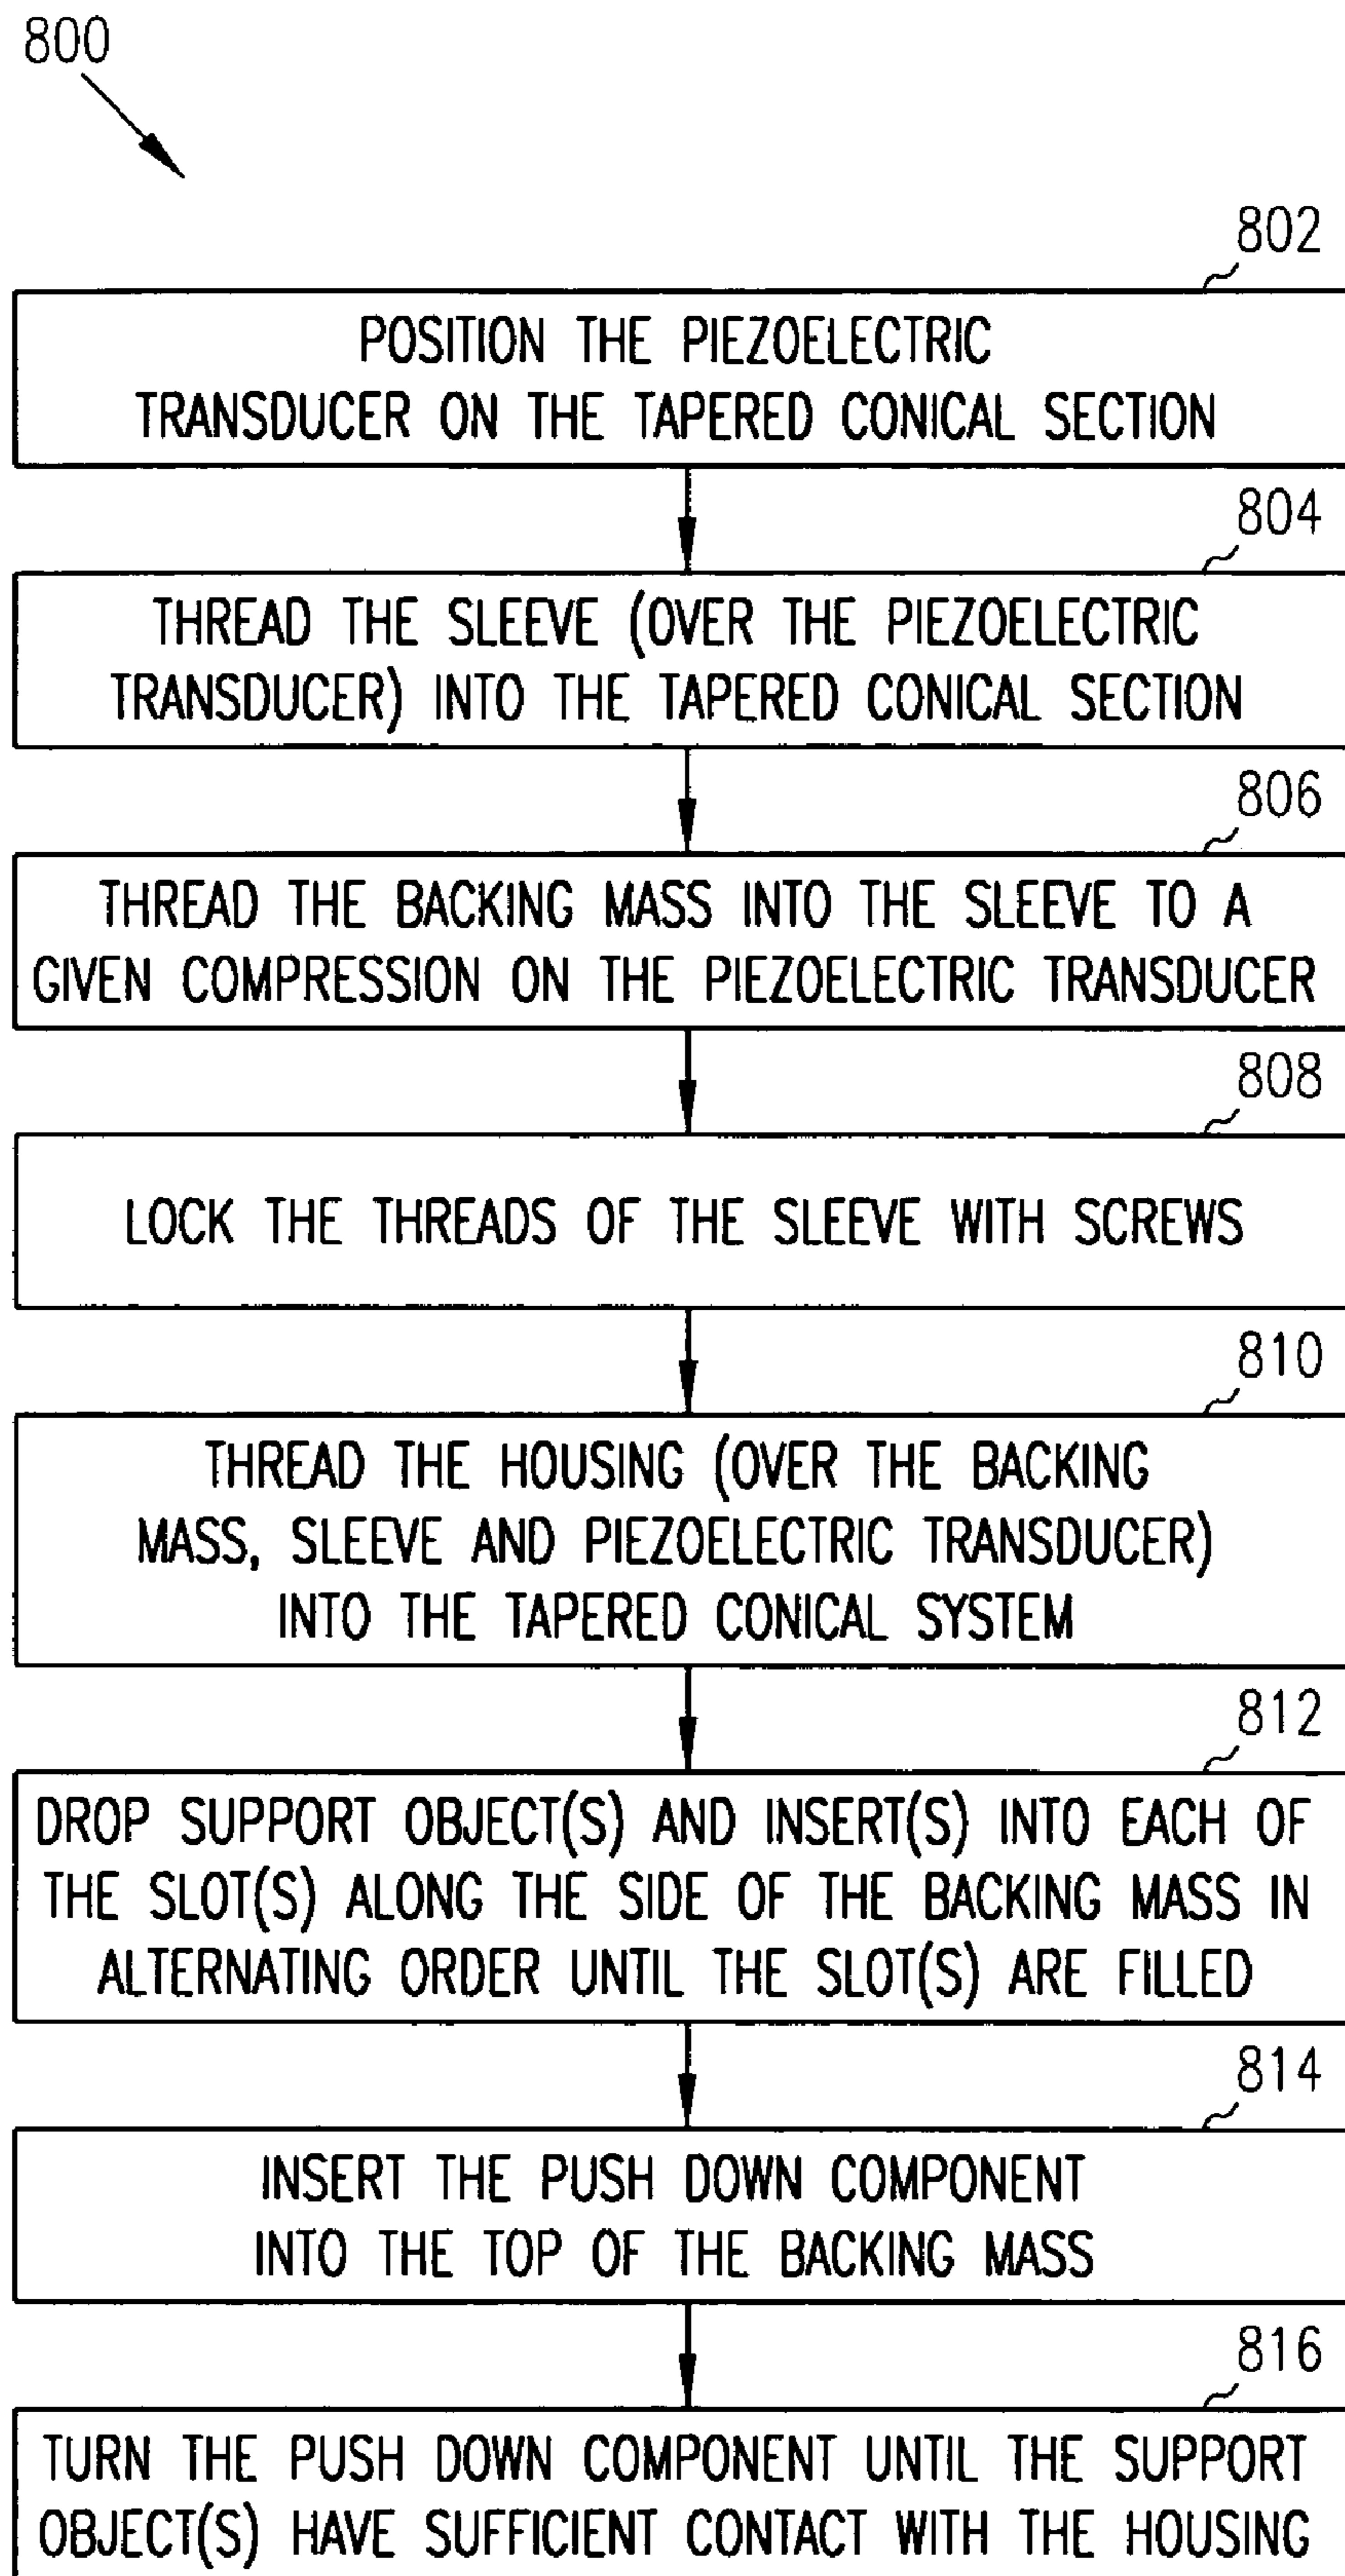 800
802
POSITION THE PIEZOELECTRIC
TRANSDUCER ON THE TAPERED CONICAL SECTION
804
THREAD THE SLEEVE (OVER THE PIEZOELECTRIC
TRANSDUCER) INTO THE TAPERED CONICAL SECTION
806
THREAD THE BACKING MASS INTO THE SLEEVE TO A
GIVEN COMPRESSION ON THE PIEZOELECTRIC TRANSDUCER
808
LOCK THE THREADS OF THE SLEEVE WITH SCREWS
810
THREAD THE HOUSING (OVER THE BACKING
MASS, SLEEVE AND PIEZOELECTRIC TRANSDUCER)
INTO THE TAPERED CONICAL SYSTEM
812
DROP SUPPORT OBJECT(S) AND INSERT(S) INTO EACH OF
THE SLOT(S) ALONG THE SIDE OF THE BACKING MASS IN
ALTERNATING ORDER UNTIL THE SLOT(S) ARE FILLED
814
INSERT THE PUSH DOWN COMPONENT
INTO THE TOP OF THE BACKING MASS
816
TURN THE PUSH DOWN COMPONENT UNTIL THE SUPPORT
OBJECT(S) HAVE SUFFICIENT CONTACT WITH THE HOUSING